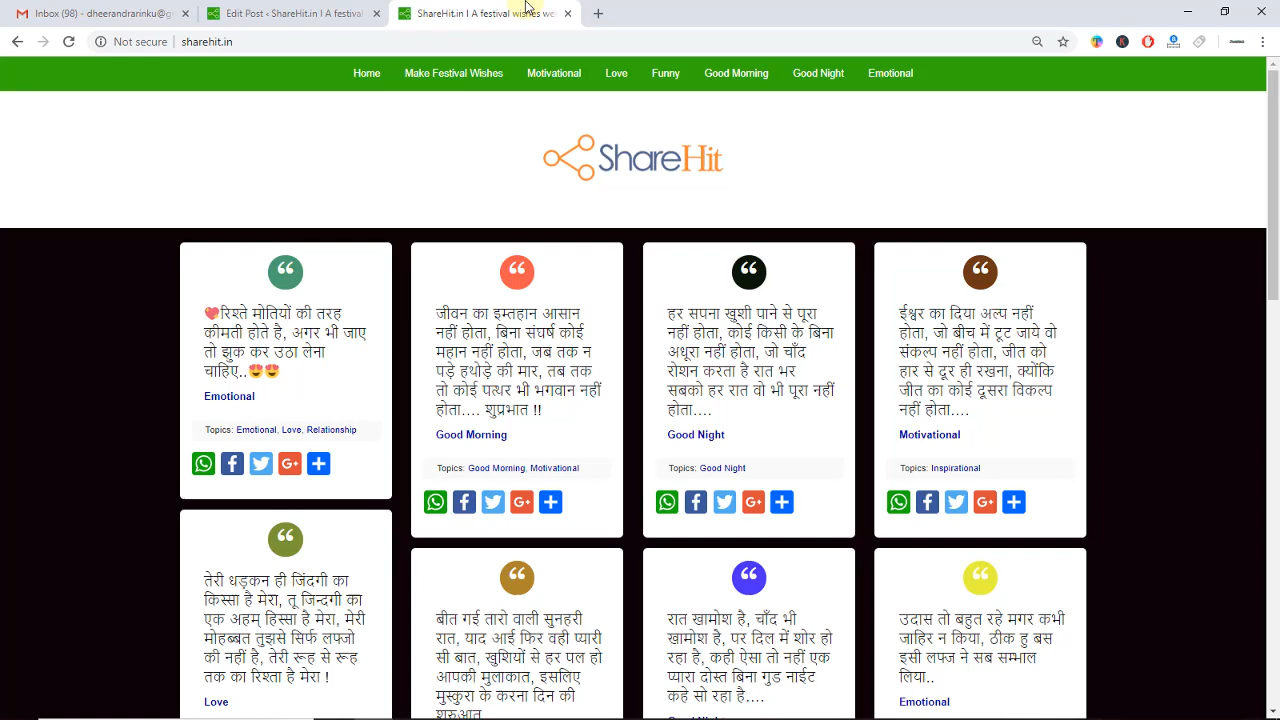 Inbox (98) - dheerandrarinku@g
Edit Post ‹ ShareHit.in I A festival
ShareHit.in I A festival wishes we
Not secure | sharehit.in
Home Make Festival Wishes Motivational Love Funny Good Morning Good Night Emotional
ShareHit
❤रिश्ते मोतियों की तरह
कीमती होते है, अगर भी जाए
तो झुक कर उठा लेना
चाहिए..😍😍
Emotional
Topics: Emotional, Love, Relationship
जीवन का इम्तहान आसान
नहीं होता, बिना संघर्ष कोई
महान नहीं होता, जब तक न
पड़े हथोड़े की मार, तब तक
तो कोई पत्थर भी भगवान नहीं
होता…. शुप्रभात !!
Good Morning
Topics: Good Morning, Motivational
हर सपना खुशी पाने से पूरा
नहीं होता, कोई किसी के बिना
अधूरा नहीं होता, जो चाँद
रोशन करता है रात भर
सबको हर रात वो भी पूरा नहीं
होता….
Good Night
Topics: Good Night
ईश्वर का दिया अल्प नहीं
होता, जो बीच में टूट जाये वो
संकल्प नहीं होता, जीत को
हार से दूर ही रखना, क्योंकि
जीत का कोई दूसरा विकल्प
नहीं होता….
Motivational
Topics: Inspirational
तेरी धड़कन ही जिंदगी का
किस्सा है मेरा, तू जिन्दगी का
एक अहम् हिस्सा है मेरा, मेरी
मोहब्बत तुझसे सिर्फ लफ्जो
की नहीं है, तेरी रूह से रूह
तक का रिश्ता है मेरा !
Love
बीत गई तारो वाली सुनहरी
रात, याद आई फिर वही प्यारी
सी बात, खुशियों से हर पल हो
आपकी मुलाकात, इसलिए
मुस्कुरा के करना दिन की
शुरुआत
रात खामोश है, चाँद भी
खामोश है, पर दिल में शोर हो
रहा है, कही ऐसा तो नहीं एक
प्यारा दोस्त बिना गुड नाईट
कहे सो रहा है….
उदास तो बहुत रहे मगर कभी
जाहिर न किया, ठीक हु बस
इसी लफ्ज ने सब सम्भाल
लिया..
Emotional